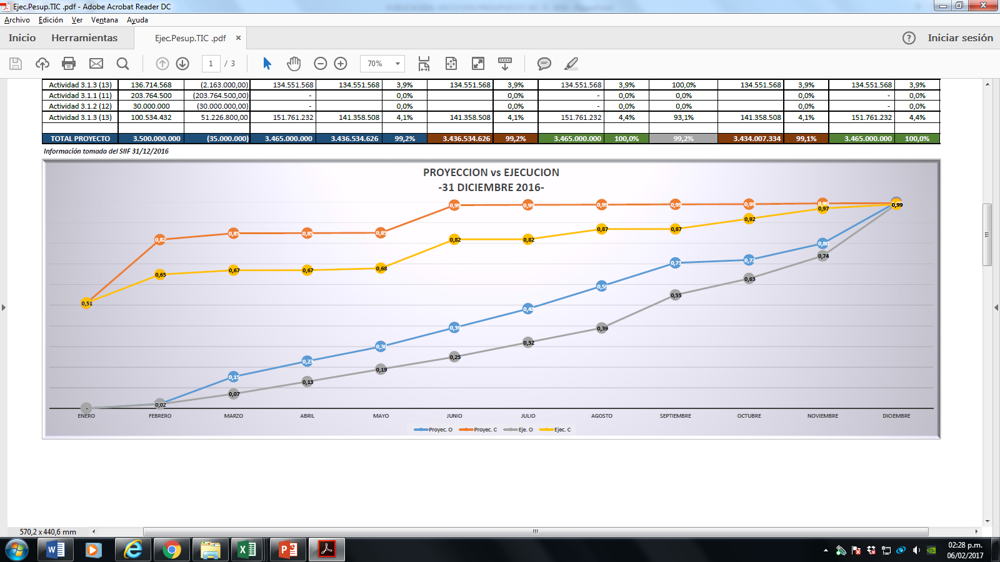 Ejec.Pesup.TIC .pdf - Adobe Acrobat Reader DC
Archivo Edición Ver Ventana Ayuda
Inicio Herramientas Ejec.Pesup.TIC .pdf × ? Iniciar sesión
1 / 3 70%
Actividad 3.1.3 (13) 136.714.568 (2.163.000,00) 134.551.568 134.551.568 3,9% 134.551.568 3,9% 134.551.568 3,9% 100,0% 134.551.568 3,9% 134.551.568 3,9%
Actividad 3.1.1 (11) 203.764.500 (203.764.500,00) - 0,0% 0,0% - 0,0% 0,0% 0,0% - 0,0%
Actividad 3.1.2 (12) 30.000.000 (30.000.000,00) - 0,0% 0,0% - 0,0% 0,0% 0,0% - 0,0%
Actividad 3.1.3 (13) 100.534.432 51.226.800,00 151.761.232 141.358.508 4,1% 141.358.508 4,1% 151.761.232 4,4% 93,1% 141.358.508 4,1% 151.761.232 4,4%
TOTAL PROYECTO 3.500.000.000 (35.000.000) 3.465.000.000 3.436.534.626 99,2% 3.436.534.626 99,2% 3.465.000.000 100,0% 99,2% 3.434.007.334 99,1% 3.465.000.000 100,0%
Información tomada del SIIF 31/12/2016
PROYECCION vs EJECUCION
-31 DICIEMBRE 2016-
0,99 0,99 0,99 0,99 0,99 0,99 0,99
0,82 0,85 0,85 0,85 0,82 0,82 0,87 0,87 0,92 0,97
0,51 0,65 0,67 0,67 0,68
0,02 0,15 0,23 0,30 0,39 0,48 0,59 0,71 0,72 0,80
0,07 0,13 0,19 0,25 0,32 0,39 0,55 0,63 0,74
ENERO FEBRERO MARZO ABRIL MAYO JUNIO JULIO AGOSTO SEPTIEMBRE OCTUBRE NOVIEMBRE DICIEMBRE
Proyec. O Proyec. C Eje. O Ejec. C
570,2 x 440,6 mm
02:28 p.m.
06/02/2017